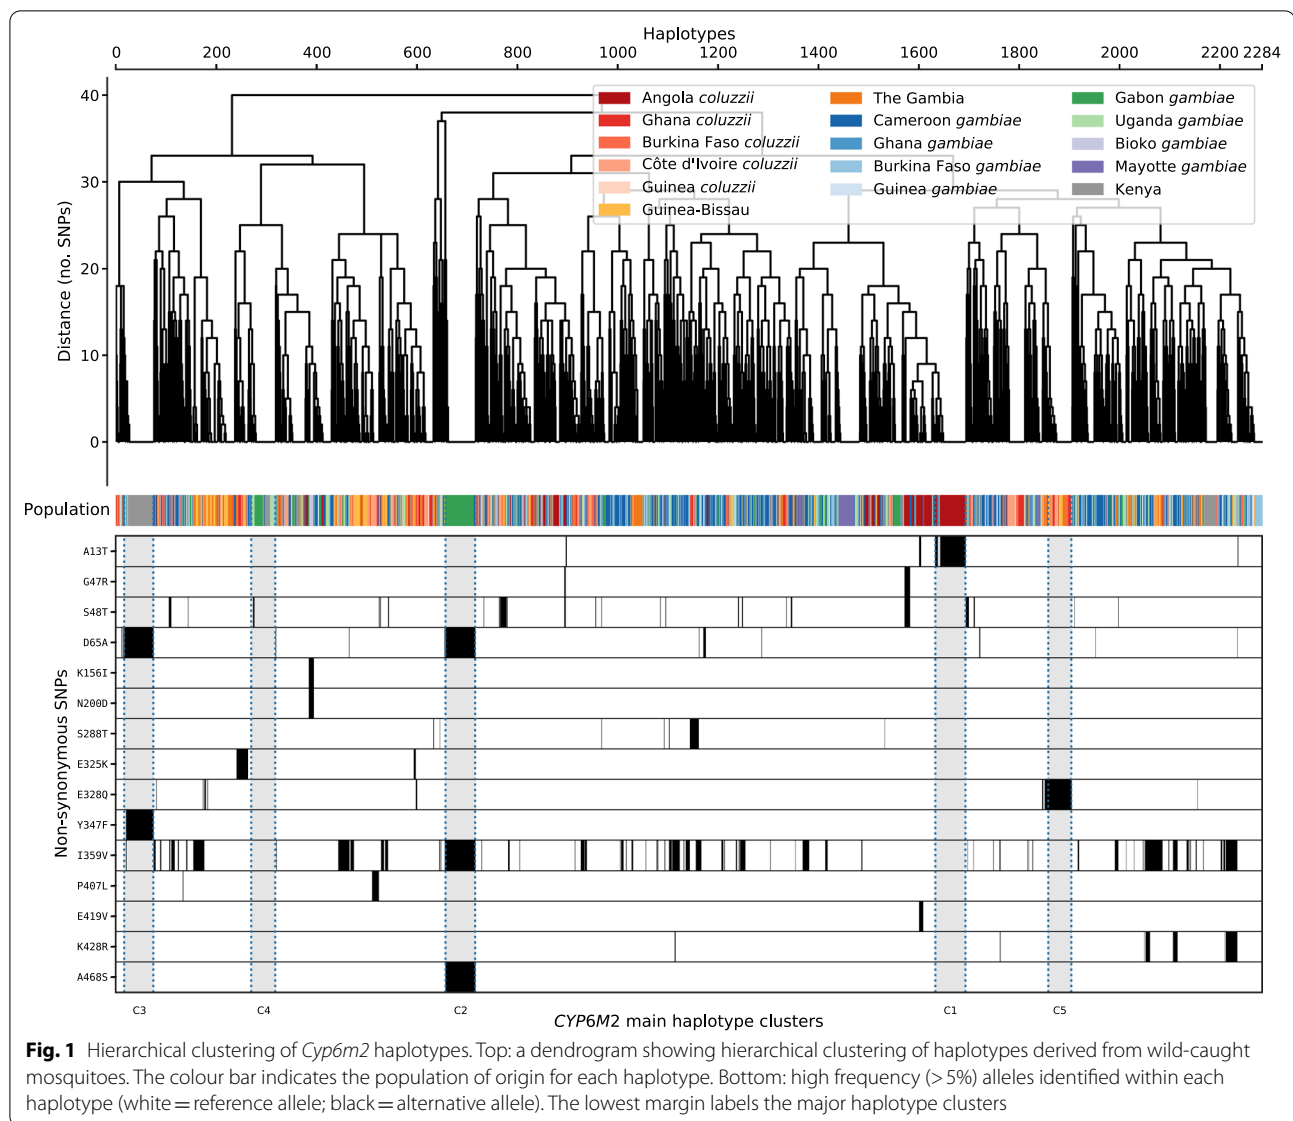 Haplotypes
0 200 400 600 800 1000 1200 1400 1600 1800 2000 2200 2284
Distance (no. SNPs)
40
30
20
10
0
Angola coluzzii
Ghana coluzzii
Burkina Faso coluzzii
Côte d'Ivoire coluzzii
Guinea coluzzii
Guinea-Bissau
The Gambia
Cameroon gambiae
Ghana gambiae
Burkina Faso gambiae
Guinea gambiae
Gabon gambiae
Uganda gambiae
Bioko gambiae
Mayotte gambiae
Kenya
Population
Non-synonymous SNPs
A13T
G47R
S48T
D65A
K156I
N200D
S288T
E325K
E328Q
Y347F
I359V
P407L
E419V
K428R
A468S
C3 C4 C2 C1 C5
CYP6M2 main haplotype clusters
Fig. 1 Hierarchical clustering of Cyp6m2 haplotypes. Top: a dendrogram showing hierarchical clustering of haplotypes derived from wild-caught
mosquitoes. The colour bar indicates the population of origin for each haplotype. Bottom: high frequency (> 5%) alleles identified within each
haplotype (white = reference allele; black = alternative allele). The lowest margin labels the major haplotype clusters